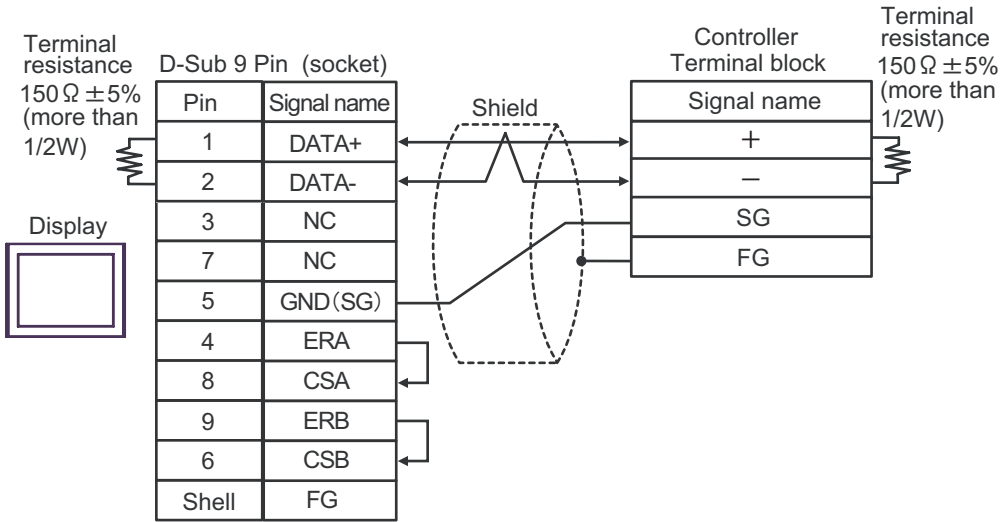 Terminal
resistance
150Ω±5%
(more than
1/2W)
D-Sub 9 Pin (socket)
Pin Signal name
1 DATA+
2 DATA-
3 NC
7 NC
5 GND(SG)
4 ERA
8 CSA
9 ERB
6 CSB
Shell FG
Display
Shield
Controller
Terminal block
Signal name
+
−
SG
FG
Terminal
resistance
150Ω±5%
(more than
1/2W)